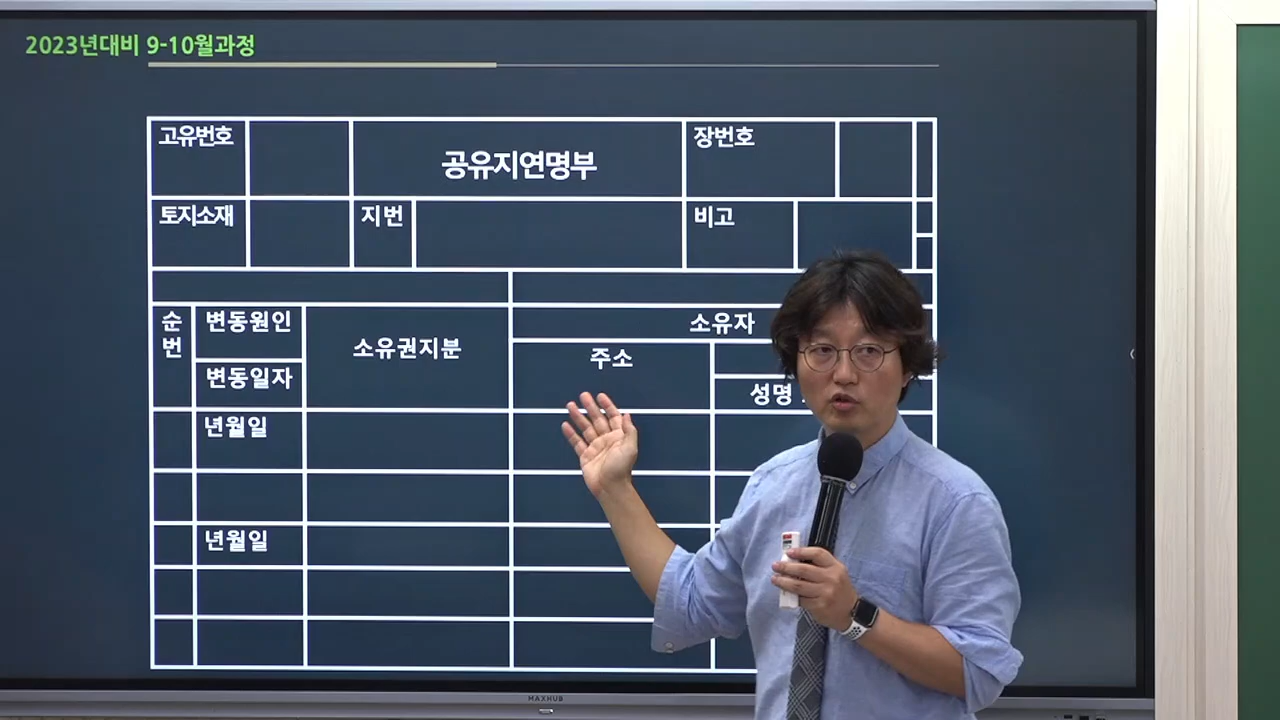 2023년대비 9-10월과정
고유번호 공유지연명부 장번호
토지소재 지번 비고
순번 변동원인 소유권지분 소유자
변동일자 주소
성명
년월일
년월일
MAXHUB